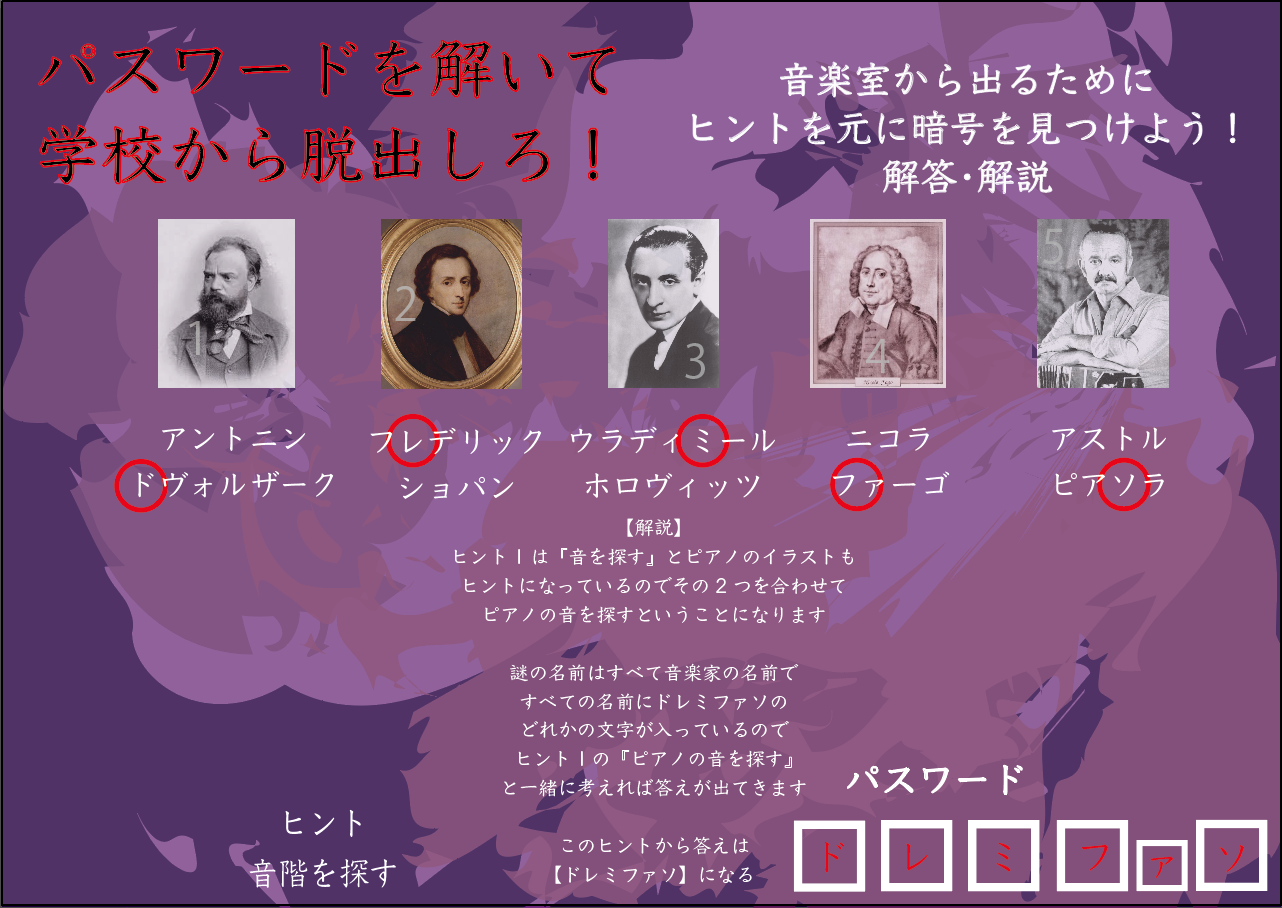 パスワードを解いて
学校から脱出しろ！
音楽室から出るために
ヒントを元に暗号を見つけよう！
解答・解説
1
2
3
4
5
アントニン
ドヴォルザーク
フレデリック
ショパン
ウラディミール
ホロヴィッツ
ニコラ
ファーゴ
アストル
ピアソラ
【解説】
ヒント１は『音を探す』とピアノのイラストも
ヒントになっているのでその２つを合わせて
ピアノの音を探すということになります
謎の名前はすべて音楽家の名前で
すべての名前にドレミファソの
どれかの文字が入っているので
ヒント１の『ピアノの音を探す』
と一緒に考えれば答えが出てきます
このヒントから答えは
【ドレミファソ】になる
ヒント
音階を探す
パスワード
ド レ ミ フ ァ ソ